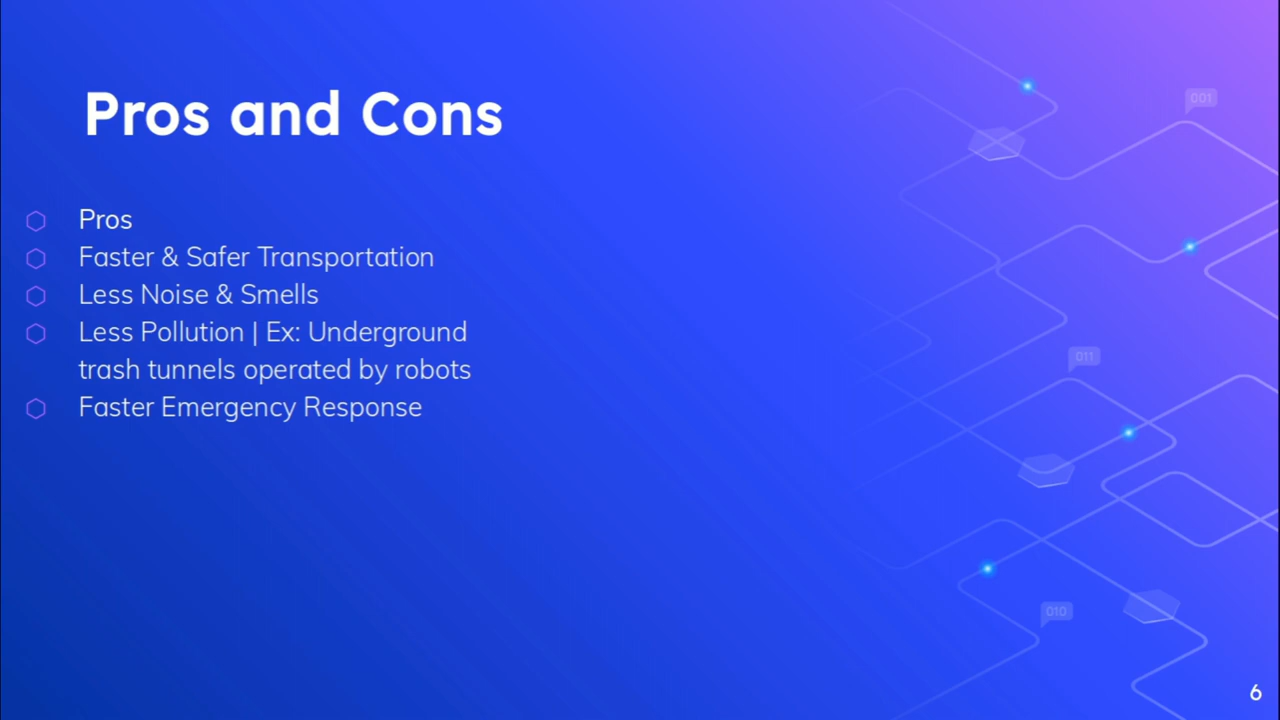 Pros and Cons
Pros
Faster & Safer Transportation
Less Noise & Smells
Less Pollution | Ex: Underground
trash tunnels operated by robots
Faster Emergency Response
001
011
010
6